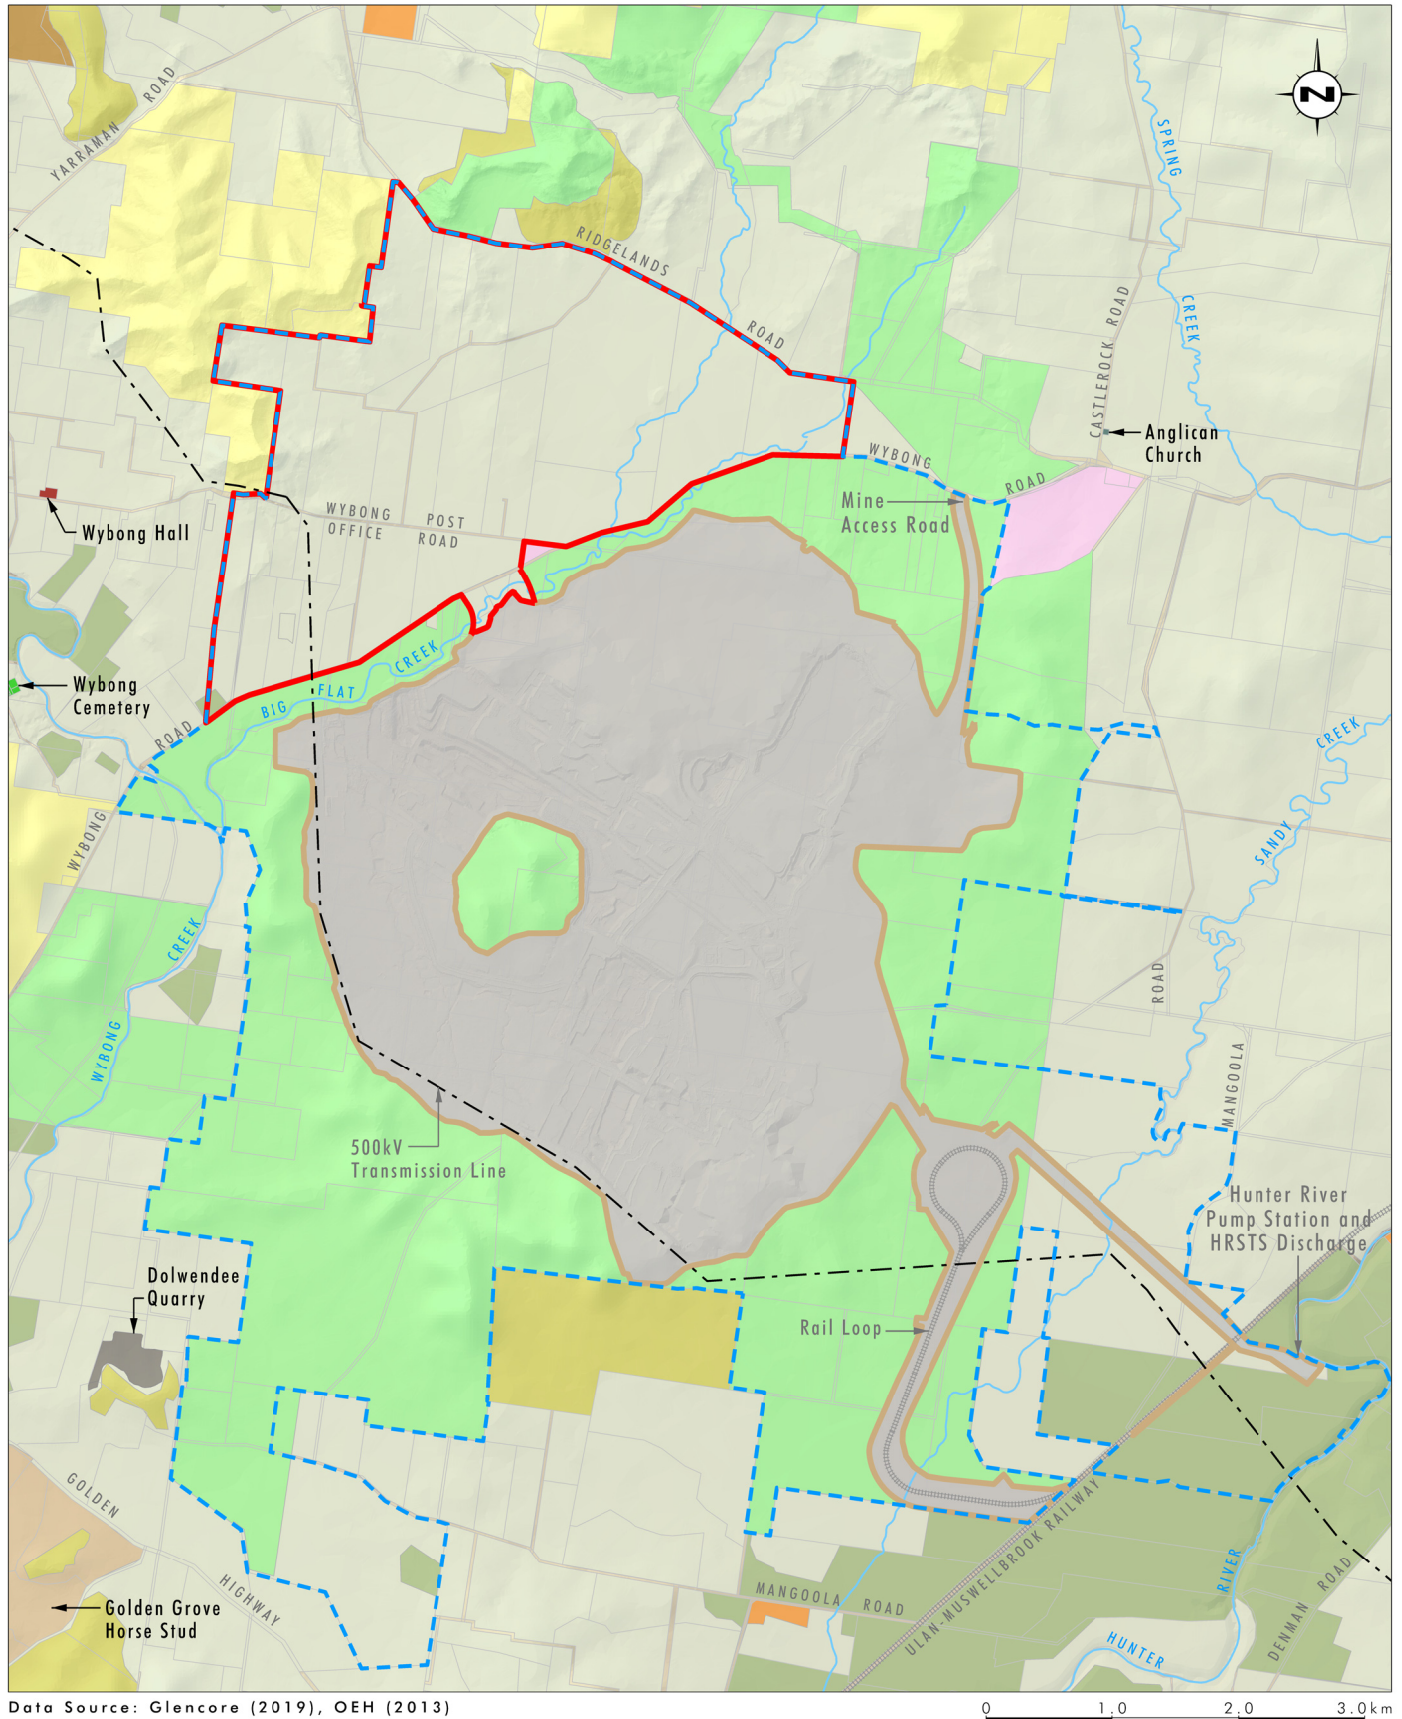 YARRAMAN ROAD
N
SPRING CREEK
RIDGELANDS ROAD
CASTLEROCK ROAD
Anglican
Church
WYBONG ROAD
Mine
Access Road
WYBONG POST
OFFICE ROAD
Wybong Hall
BIG FLAT CREEK
Wybong
Cemetery
WYBONG ROAD
SANDY CREEK
WYBONG CREEK
ROAD
MANGOOLA
500kV
Transmission Line
Hunter River
Pump Station and
HRSTS Discharge
Dolwendee
Quarry
Rail Loop
GOLDEN HIGHWAY
Golden Grove
Horse Stud
MANGOOLA ROAD
ULAN-MUSWELLBROOK RAILWAY
HUNTER RIVER
DENMAN ROAD
Data Source: Glencore (2019), OEH (2013)
0 1.0 2.0 3.0km